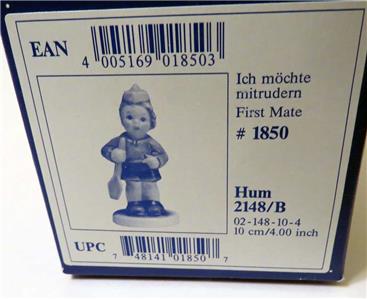 EAN
4 005169 018503
Ich möchte
mitrudern
First Mate
# 1850
Hum
2148/B
02-148-10-4
10 cm/4.00 inch
UPC
7 48141 01850 7